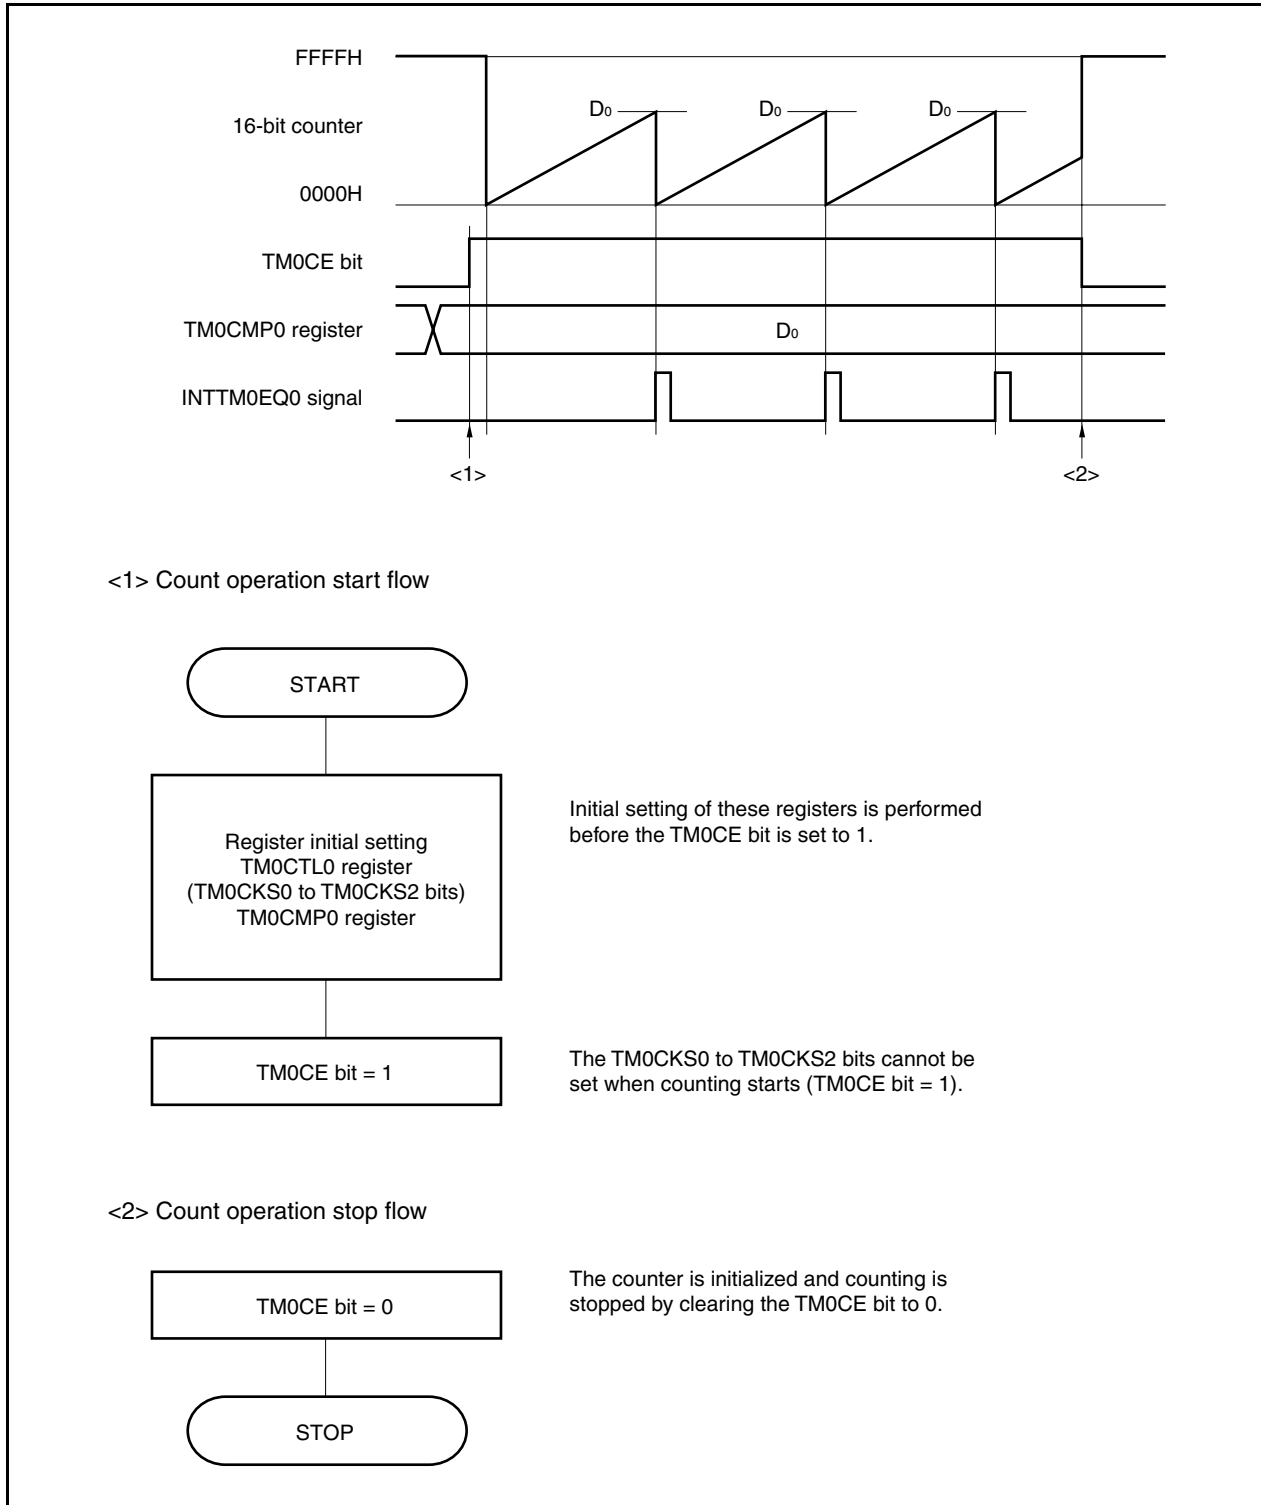 FFFFH
D0 D0 D0
16-bit counter
0000H
TM0CE bit
TM0CMP0 register
D0
INTTM0EQ0 signal
<1> <2>
<1> Count operation start flow
START
Register initial setting
TM0CTL0 register
(TM0CKS0 to TM0CKS2 bits)
TM0CMP0 register
Initial setting of these registers is performed
before the TM0CE bit is set to 1.
TM0CE bit = 1
The TM0CKS0 to TM0CKS2 bits cannot be
set when counting starts (TM0CE bit = 1).
<2> Count operation stop flow
TM0CE bit = 0
The counter is initialized and counting is
stopped by clearing the TM0CE bit to 0.
STOP